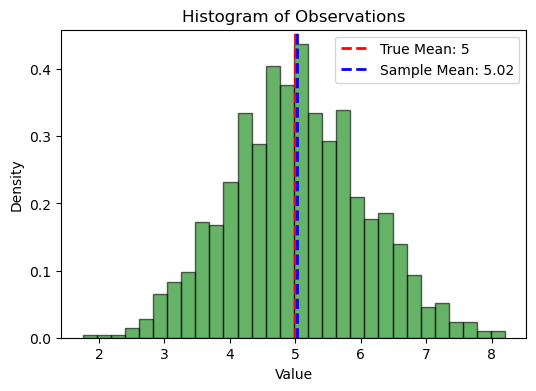 Histogram of Observations
True Mean: 5
Sample Mean: 5.02
0.4
0.3
0.2
0.1
0.0
Density
2 3 4 5 6 7 8
Value